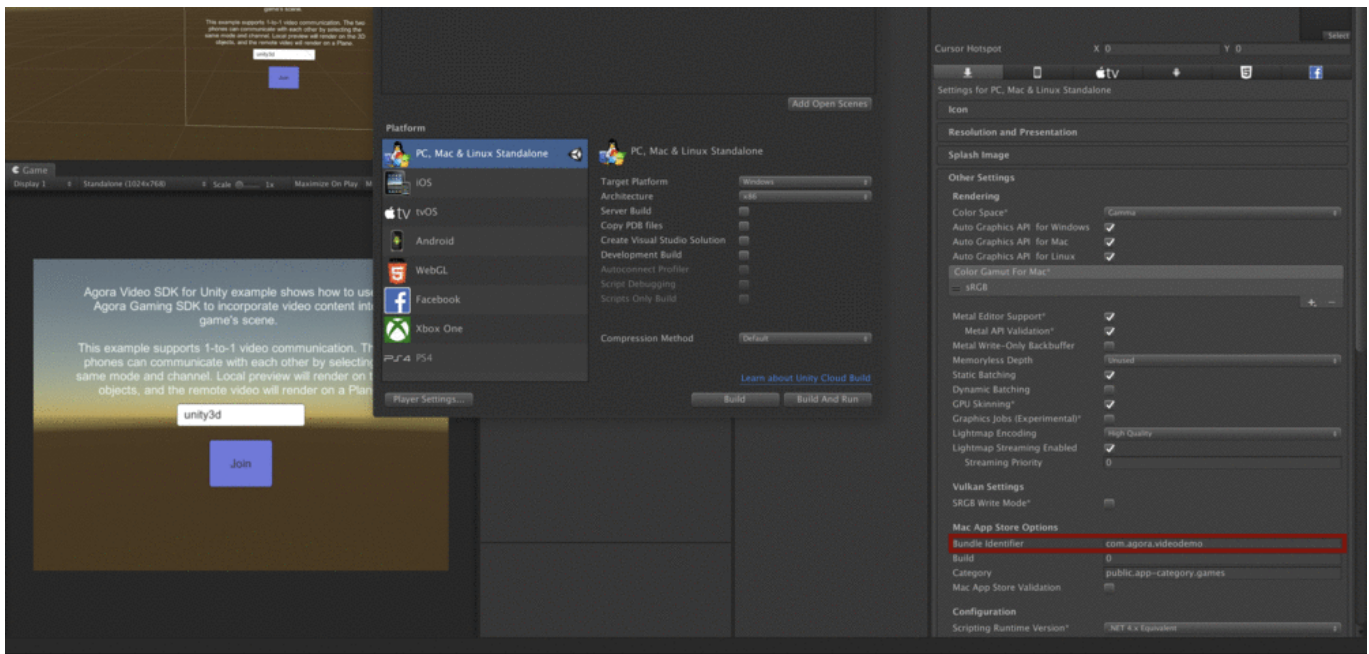 game's scene.
This example supports 1-to-1 video communication. The two
phones can communicate with each other by selecting the
same mode and channel. Local preview will render on the 3D
objects, and the remote video will render on a Plane.
unity3d
Join
Game
Display 1 Standalone (1024x768) Scale 1x Maximize On Play M
Agora Video SDK for Unity example shows how to use
Agora Gaming SDK to incorporate video content int
game's scene.
This example supports 1-to-1 video communication. Th
phones can communicate with each other by selecting
same mode and channel. Local preview will render on t
objects, and the remote video will render on a Plan
unity3d
Join
Add Open Scenes
Platform
PC, Mac & Linux Standalone
iOS
tv tvOS
Android
WebGL
Facebook
Xbox One
PS4 PS4
Player Settings...
PC, Mac & Linux Standalone
Target Platform Windows
Architecture x86
Server Build
Copy PDB files
Create Visual Studio Solution
Development Build
Autoconnect Profiler
Script Debugging
Scripts Only Build
Compression Method Default
Learn about Unity Cloud Build
Build Build And Run
Select
Cursor Hotspot X 0 Y 0
tv
Settings for PC, Mac & Linux Standalone
Icon
Resolution and Presentation
Splash Image
Other Settings
Rendering
Color Space* Gamma
Auto Graphics API for Windows
Auto Graphics API for Mac
Auto Graphics API for Linux
Color Gamut For Mac*
sRGB
Metal Editor Support*
Metal API Validation*
Metal Write-Only Backbuffer
Memoryless Depth Unused
Static Batching
Dynamic Batching
GPU Skinning*
Graphics Jobs (Experimental)*
Lightmap Encoding High Quality
Lightmap Streaming Enabled
Streaming Priority 0
Vulkan Settings
SRGB Write Mode*
Mac App Store Options
Bundle Identifier com.agora.videodemo
Build 0
Category public.app-category.games
Mac App Store Validation
Configuration
Scripting Runtime Version* .NET 4.x Equivalent